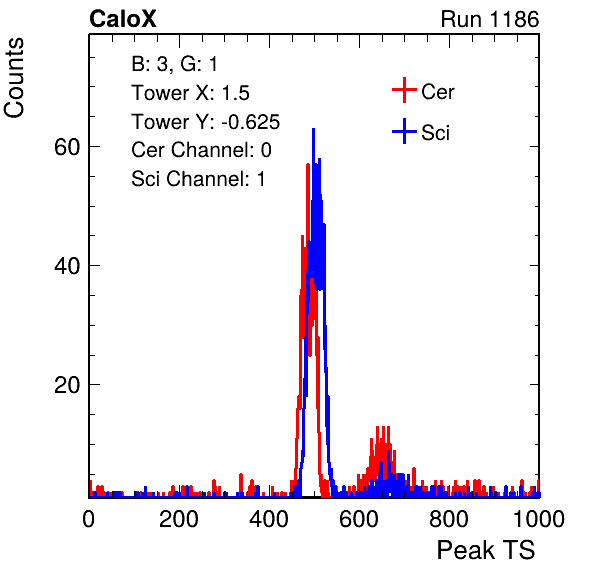 CaloX Run 1186
Counts
B: 3, G: 1
Tower X: 1.5
Tower Y: -0.625
Cer Channel: 0
Sci Channel: 1
Cer
Sci
60
40
20
0 200 400 600 800 1000
Peak TS